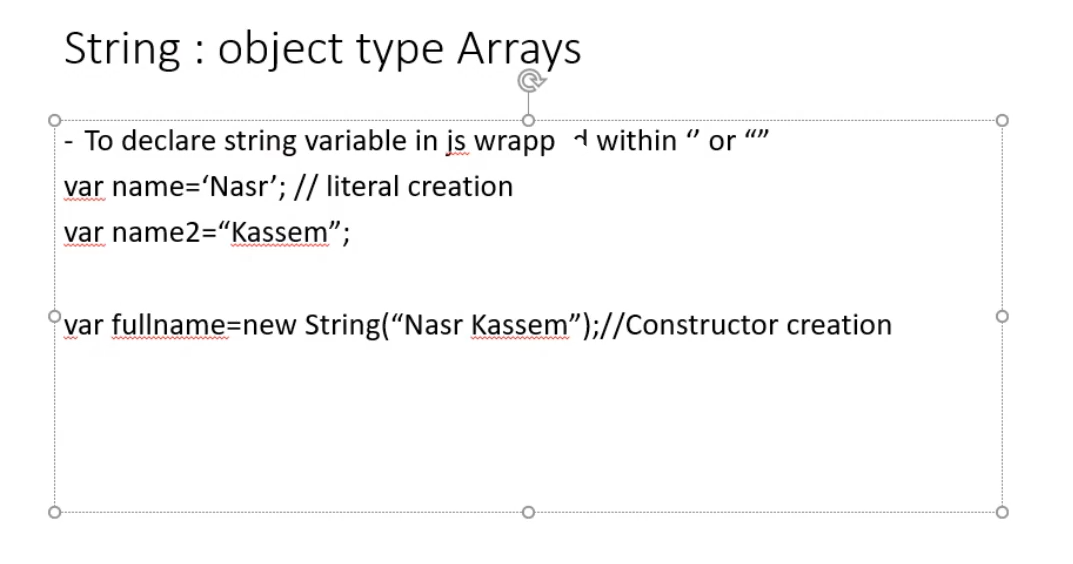 String : object type Arrays
- To declare string variable in js wrapp within ‘’ or “”
var name=‘Nasr’; // literal creation
var name2=“Kassem”;
var fullname=new String(“Nasr Kassem”);//Constructor creation